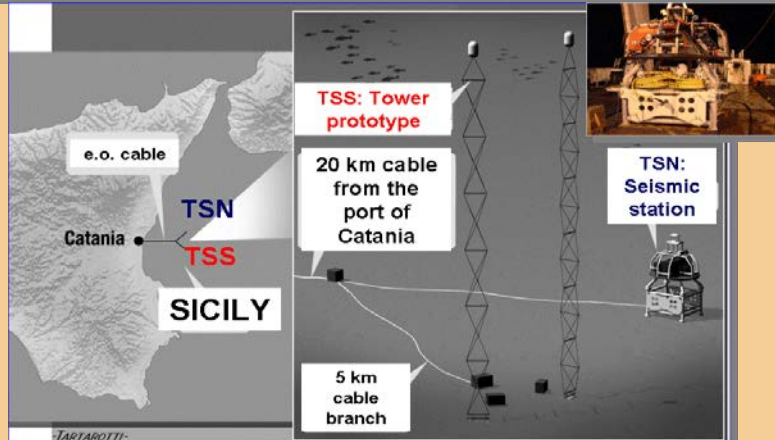 e.o. cable
Catania
TSN
TSS
SICILY
-TARTAROTTI-
TSS: Tower
prototype
20 km cable
from the
port of
Catania
5 km
cable
branch
TSN:
Seismic
station